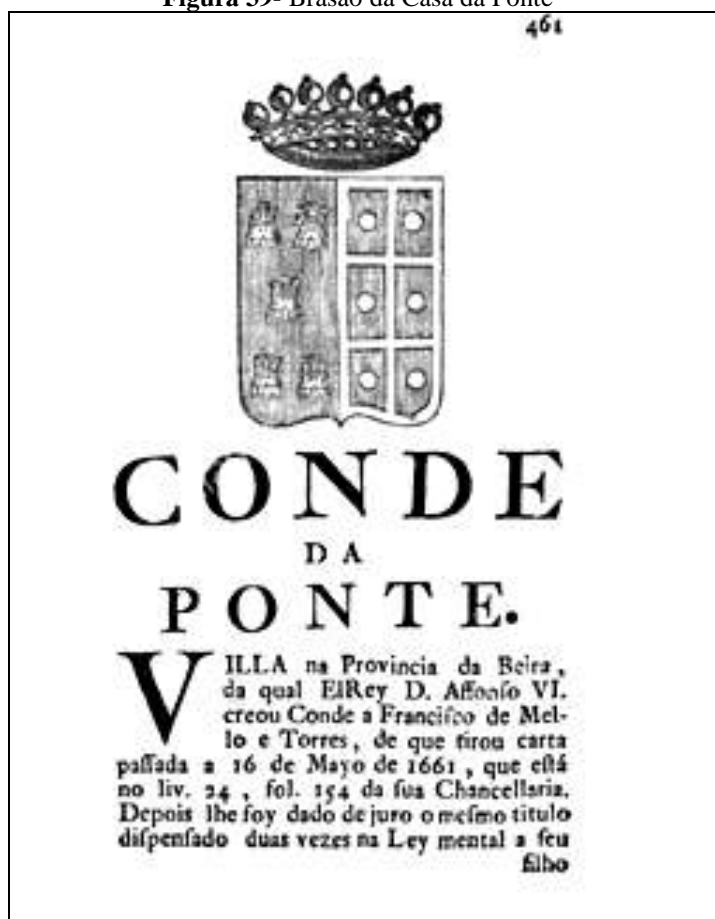 Figura 39- Brasão da Casa da Ponte
461
CONDE
DA
PONTE.
VILLA na Provincia da Beira,
da qual ElRey D. Affonſo VI.
creou Conde a Franciſco de Mel-
lo e Torres, de que tirou carta
paſſada a 16 de Mayo de 1661, que eſtá
no liv. 24, fol. 154 da ſua Chancellaria.
Depois lhe foy dado de juro o meſmo titulo
diſpenſado duas vezes na Ley mental a ſeu
filho